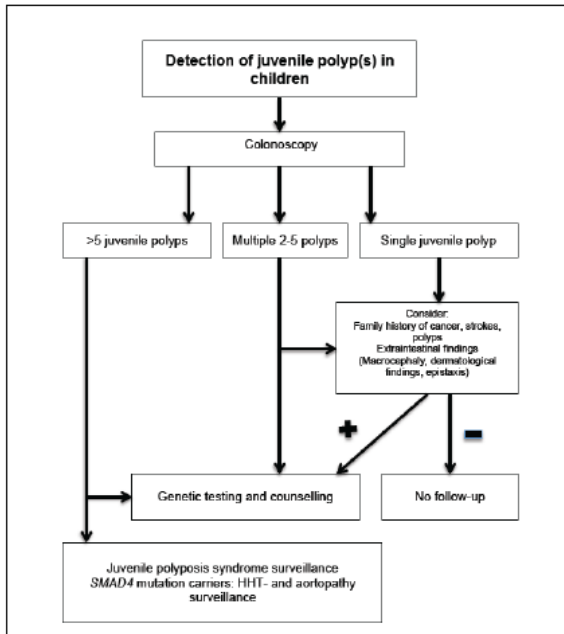 Detection of juvenile polyp(s) in
children
Colonoscopy
>5 juvenile polyps
Multiple 2-5 polyps
Single juvenile polyp
Consider:
Family history of cancer, strokes,
polyps
Extraintestinal findings
(Macrocephaly, dermatological
findings, epistaxis)
+
-
Genetic testing and counselling
No follow-up
Juvenile polyposis syndrome surveillance
SMAD4 mutation carriers: HHT- and aortopathy
surveillance